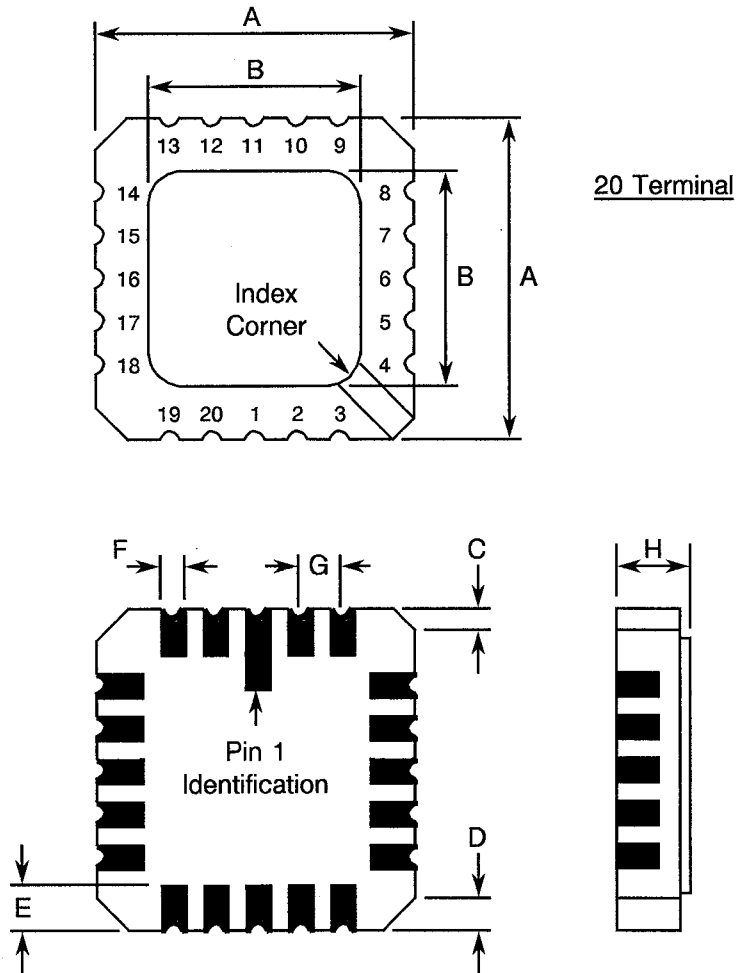 A
B
13 12 11 10 9
20 Terminal
14 8
15 7
16 6
17 5
18 4
B A
Index
Corner
19 20 1 2 3
F G C H
Pin 1
Identification
D
E